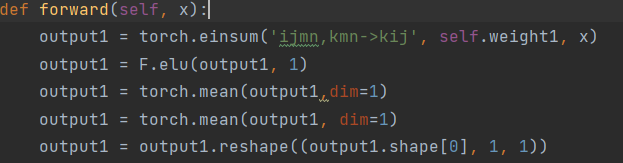 def forward(self, x):
    output1 = torch.einsum('ijmn,kmn->kij', self.weight1, x)
    output1 = F.elu(output1, 1)
    output1 = torch.mean(output1,dim=1)
    output1 = torch.mean(output1, dim=1)
    output1 = output1.reshape((output1.shape[0], 1, 1))